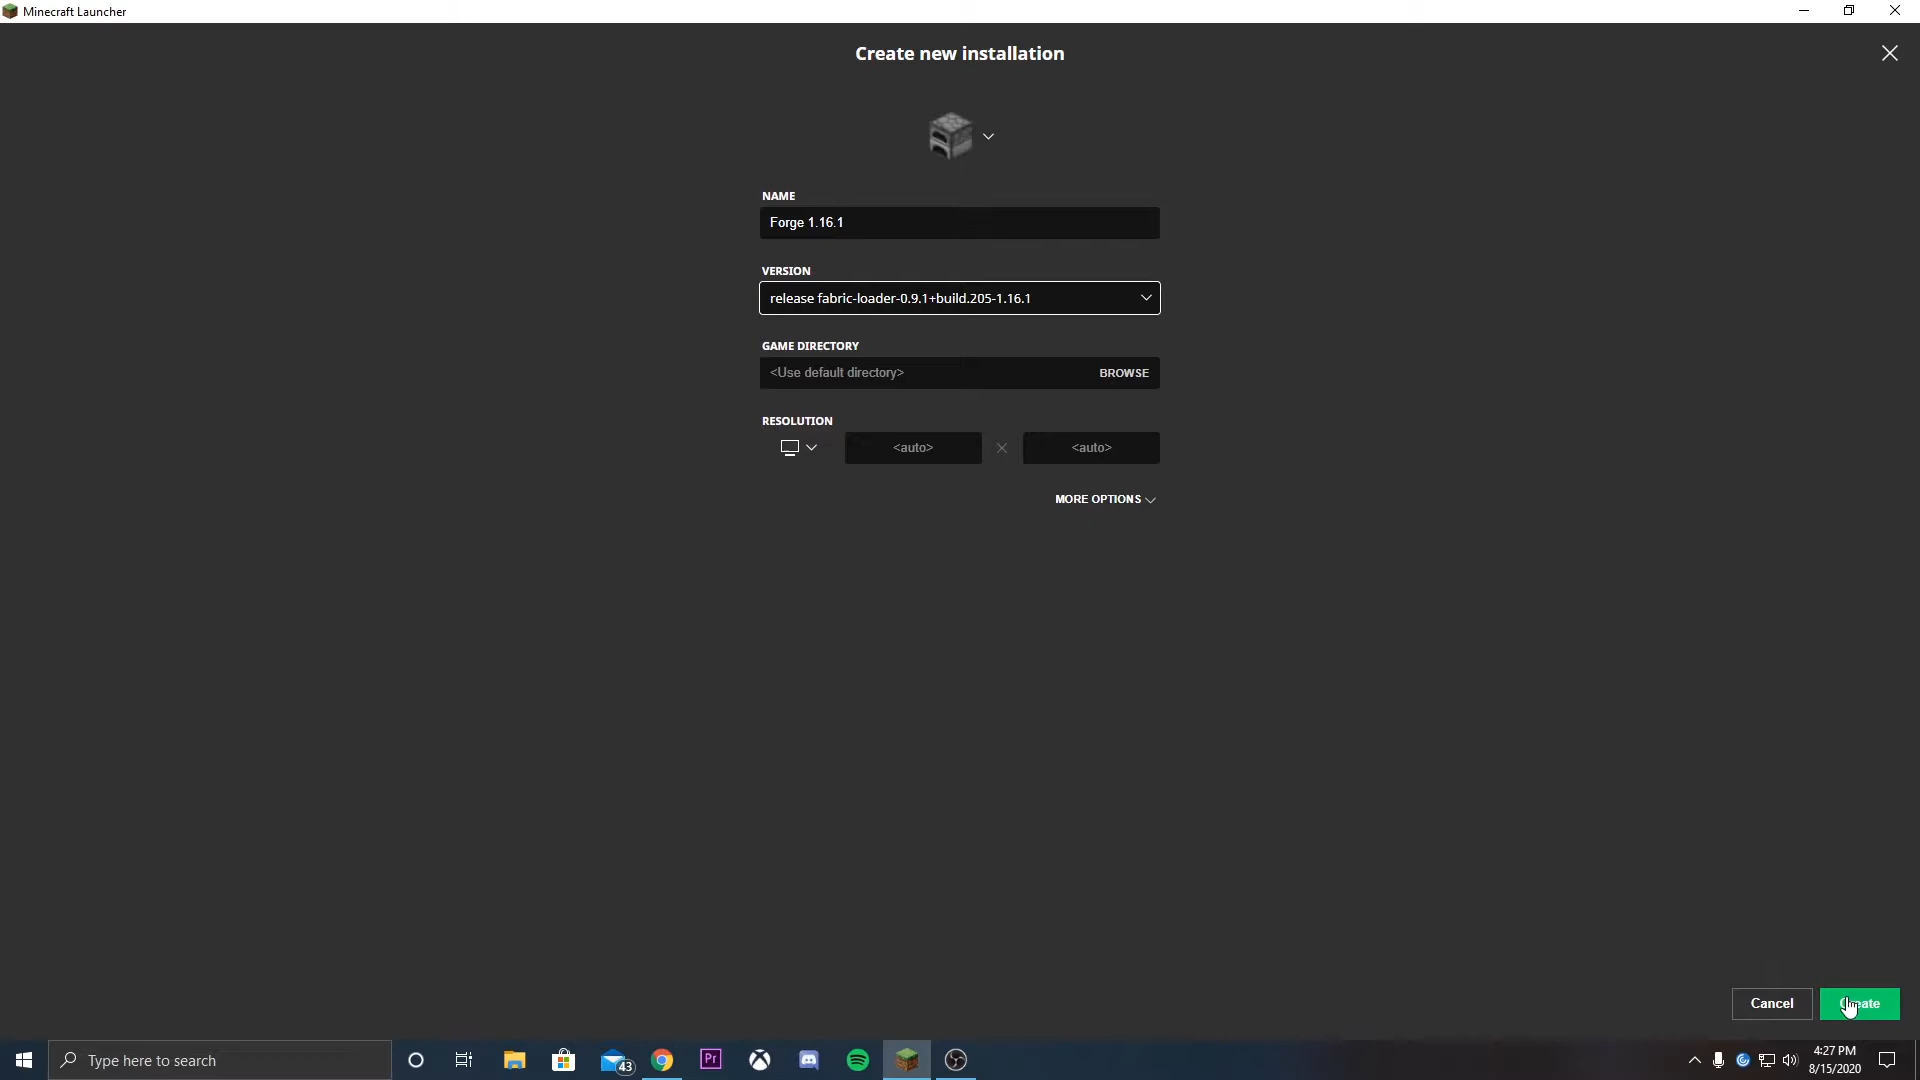 Minecraft Launcher
Create new installation
NAME
Forge 1.16.1
VERSION
release fabric-loader-0.9.1+build.205-1.16.1
GAME DIRECTORY
<Use default directory>
BROWSE
RESOLUTION
<auto>
<auto>
MORE OPTIONS
Cancel
Create
Type here to search
43
Pr
4:27 PM
8/15/2020